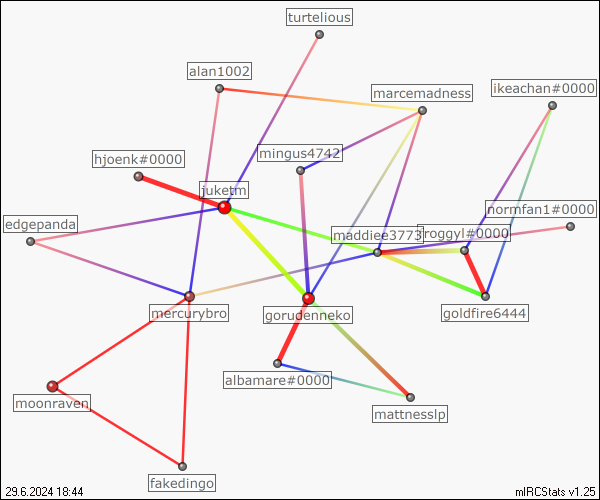 turtelious
alan1002
ikeachan#0000
marcemadness
mingus4742
hjoenk#0000
juketm
normfan1#0000
edgepanda
maddiee3773
roggyl#0000
mercurybro
gorudenneko
goldfire6444
albamare#0000
moonraven
mattnesslp
fakedingo
29.6.2024 18:44
mIRCStats v1.25